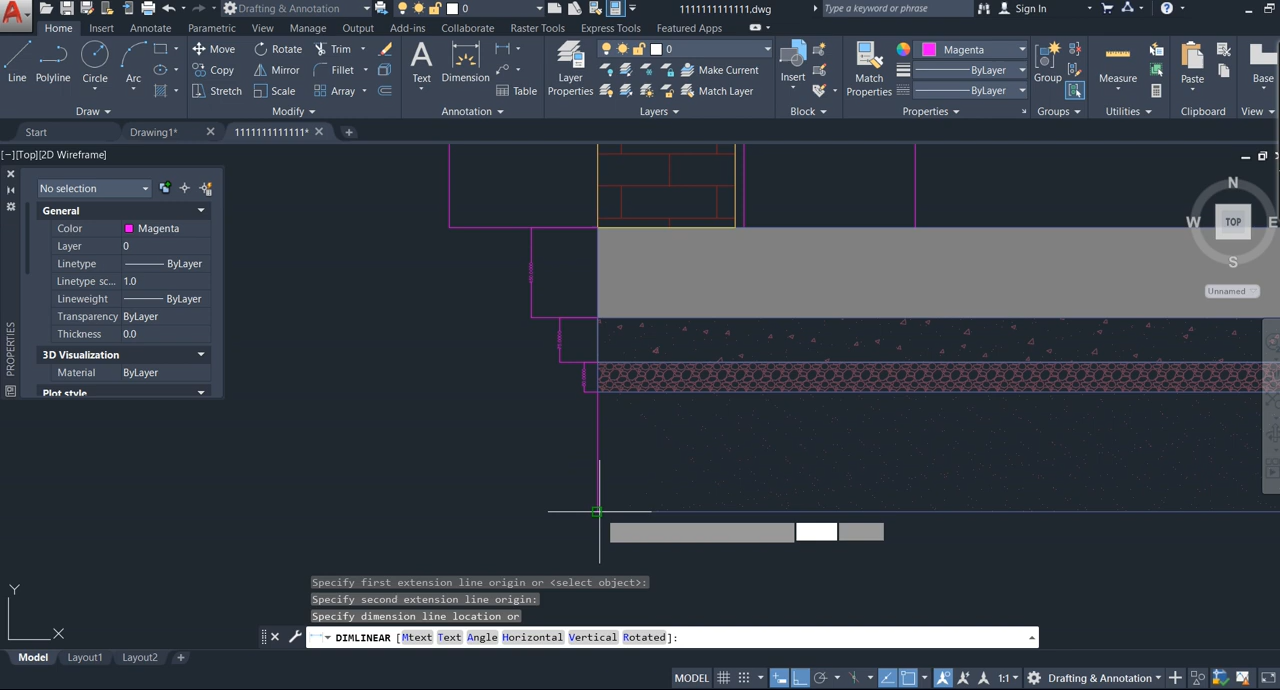 Drafting & Annotation
0
1111111111111.dwg
Type a keyword or phrase
Sign In
Home Insert Annotate Parametric View Manage Output Add-ins Collaborate Raster Tools Express Tools Featured Apps
Line Polyline Circle Arc
Move Rotate Trim
Copy Mirror Fillet
Stretch Scale Array
Text Dimension Table
Layer Properties
0
Make Current
Match Layer
Insert
Match Properties
Magenta
ByLayer
ByLayer
Group Measure Paste Base
Draw Modify Annotation Layers Block Properties Groups Utilities Clipboard View
Start Drawing1* 1111111111111*
[−][Top][2D Wireframe]
No selection
General
Color Magenta
Layer 0
Linetype ByLayer
Linetype sc... 1.0
Lineweight ByLayer
Transparency ByLayer
Thickness 0.0
3D Visualization
Material ByLayer
Plot style
PROPERTIES
N
W TOP E
S
Unnamed
Specify first extension line origin or <select object>:
Specify second extension line origin:
Specify dimension line location or
DIMLINEAR [Mtext Text Angle Horizontal Vertical Rotated]:
Y
X
Model Layout1 Layout2
MODEL 1:1 Drafting & Annotation